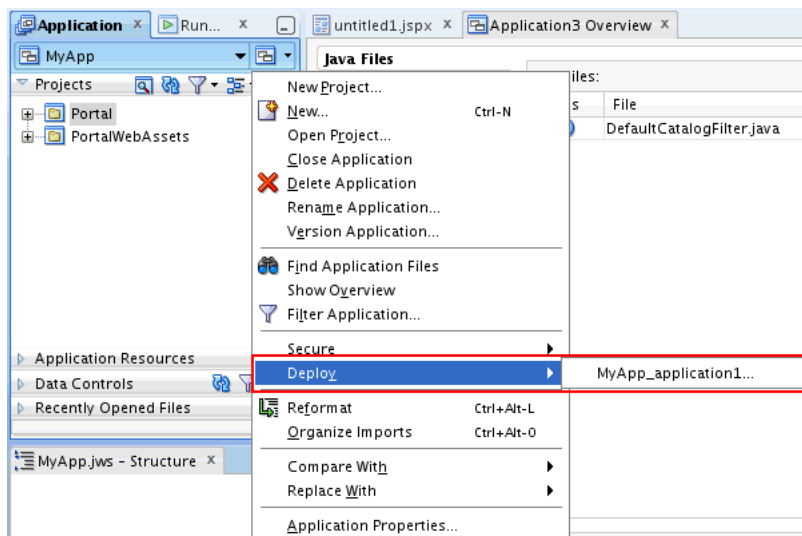 Application x Run... x untitled1.jspx x Application3 Overview x
MyApp
Java Files
Projects
iles:
New Project...
s File
Portal
New... Ctrl-N
PortalWebAssets
Open Project...
DefaultCatalogFilter.java
Close Application
Delete Application
Rename Application...
Version Application...
Find Application Files
Show Overview
Filter Application...
Secure
Application Resources
Deploy
MyApp_application1...
Data Controls
Recently Opened Files
Reformat Ctrl+Alt-L
Organize Imports Ctrl+Alt-O
MyApp.jws - Structure x
Compare With
Replace With
Application Properties...